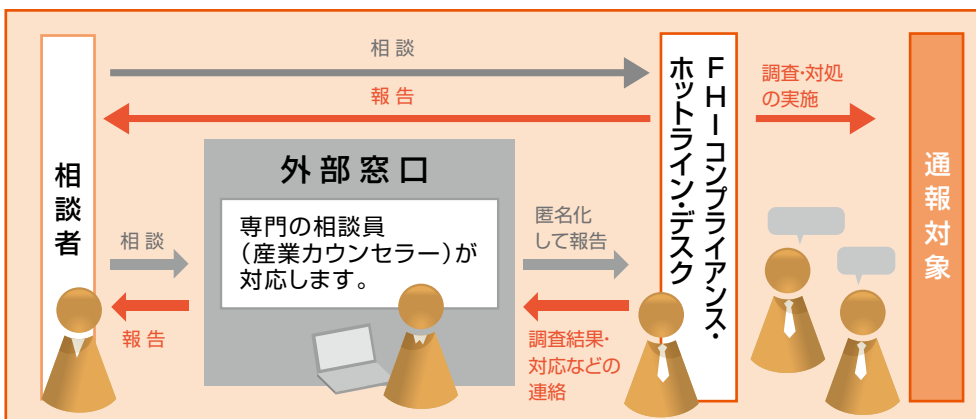 相談者
相談
報告
外部窓口
専門の相談員
（産業カウンセラー）が
対応します。
相談
報告
匿名化
して報告
調査結果・
対応などの
連絡
ＦＨＩコンプライアンス・
ホットライン・デスク
調査・対処
の実施
通報対象